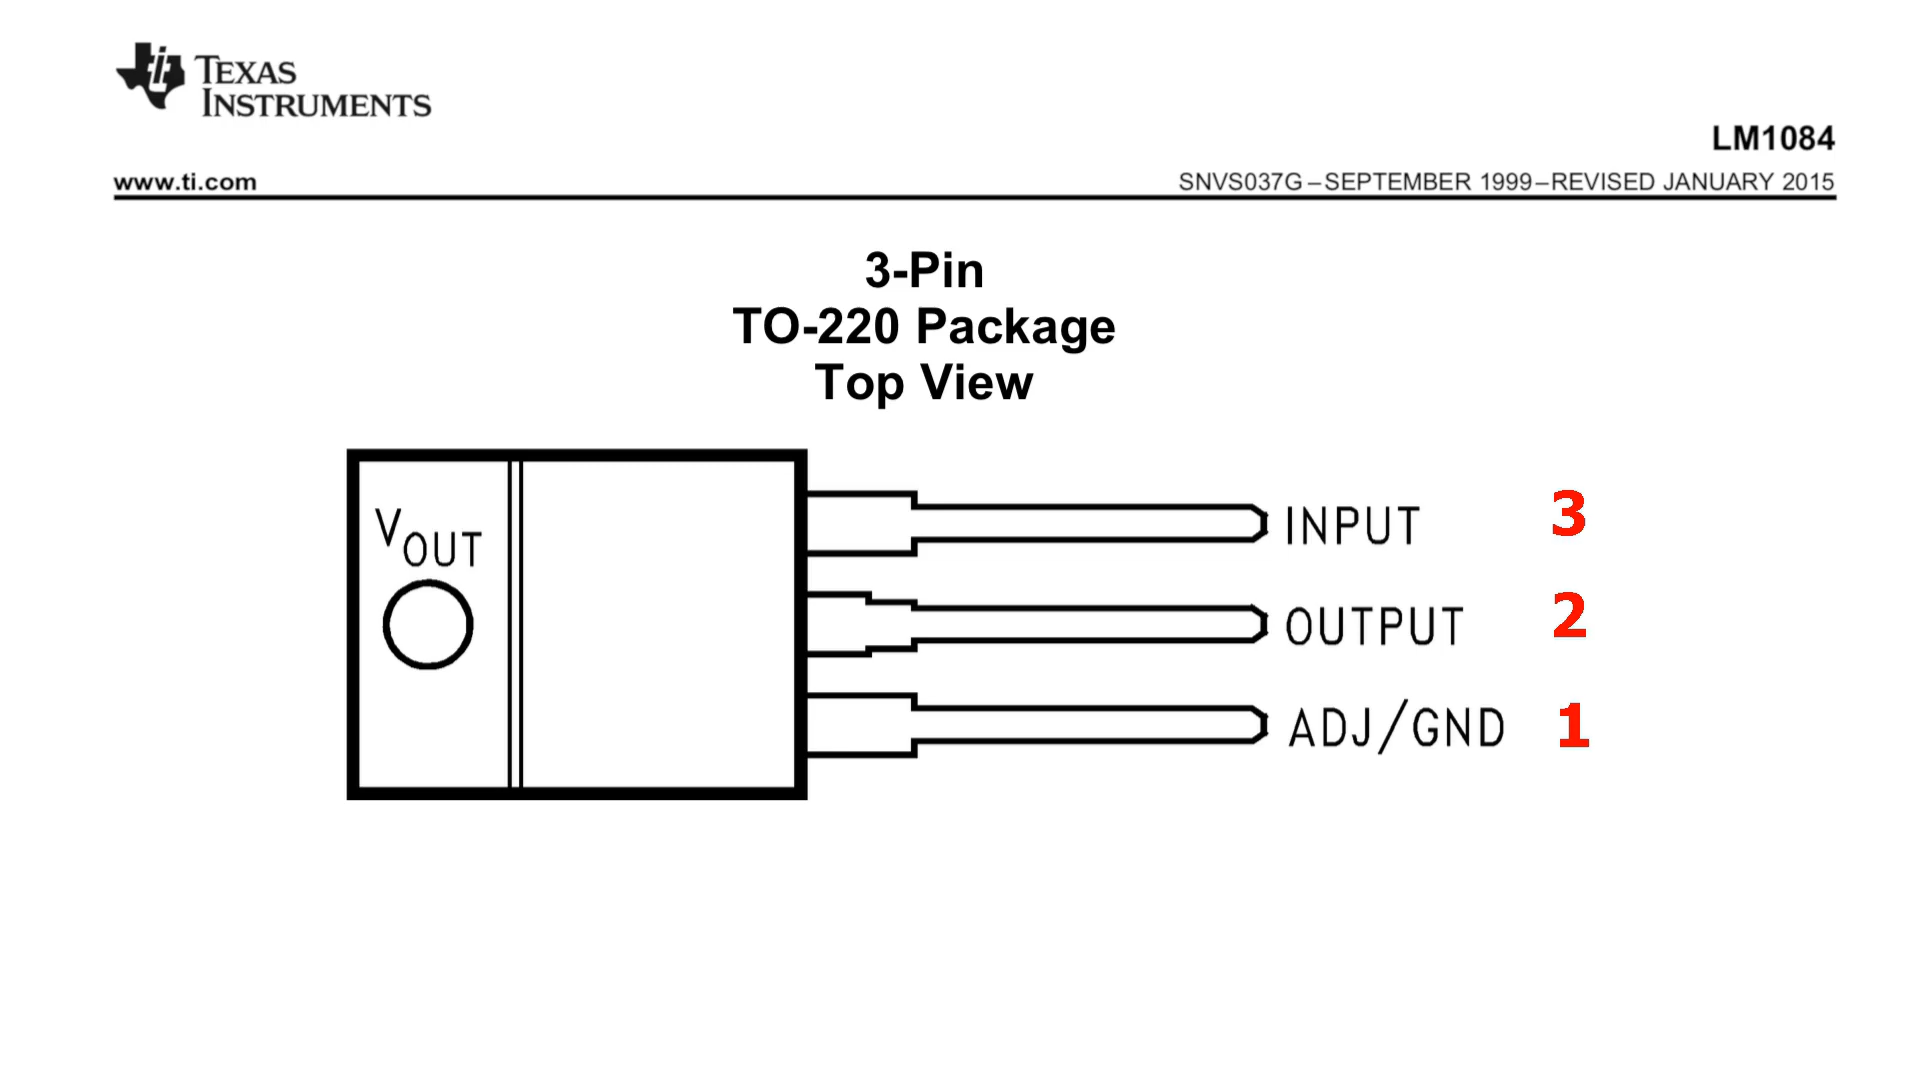 TEXAS
INSTRUMENTS
LM1084
www.ti.com
SNVS037G–SEPTEMBER 1999–REVISED JANUARY 2015
3-Pin
TO-220 Package
Top View
VOUT
INPUT 3
OUTPUT 2
ADJ/GND 1